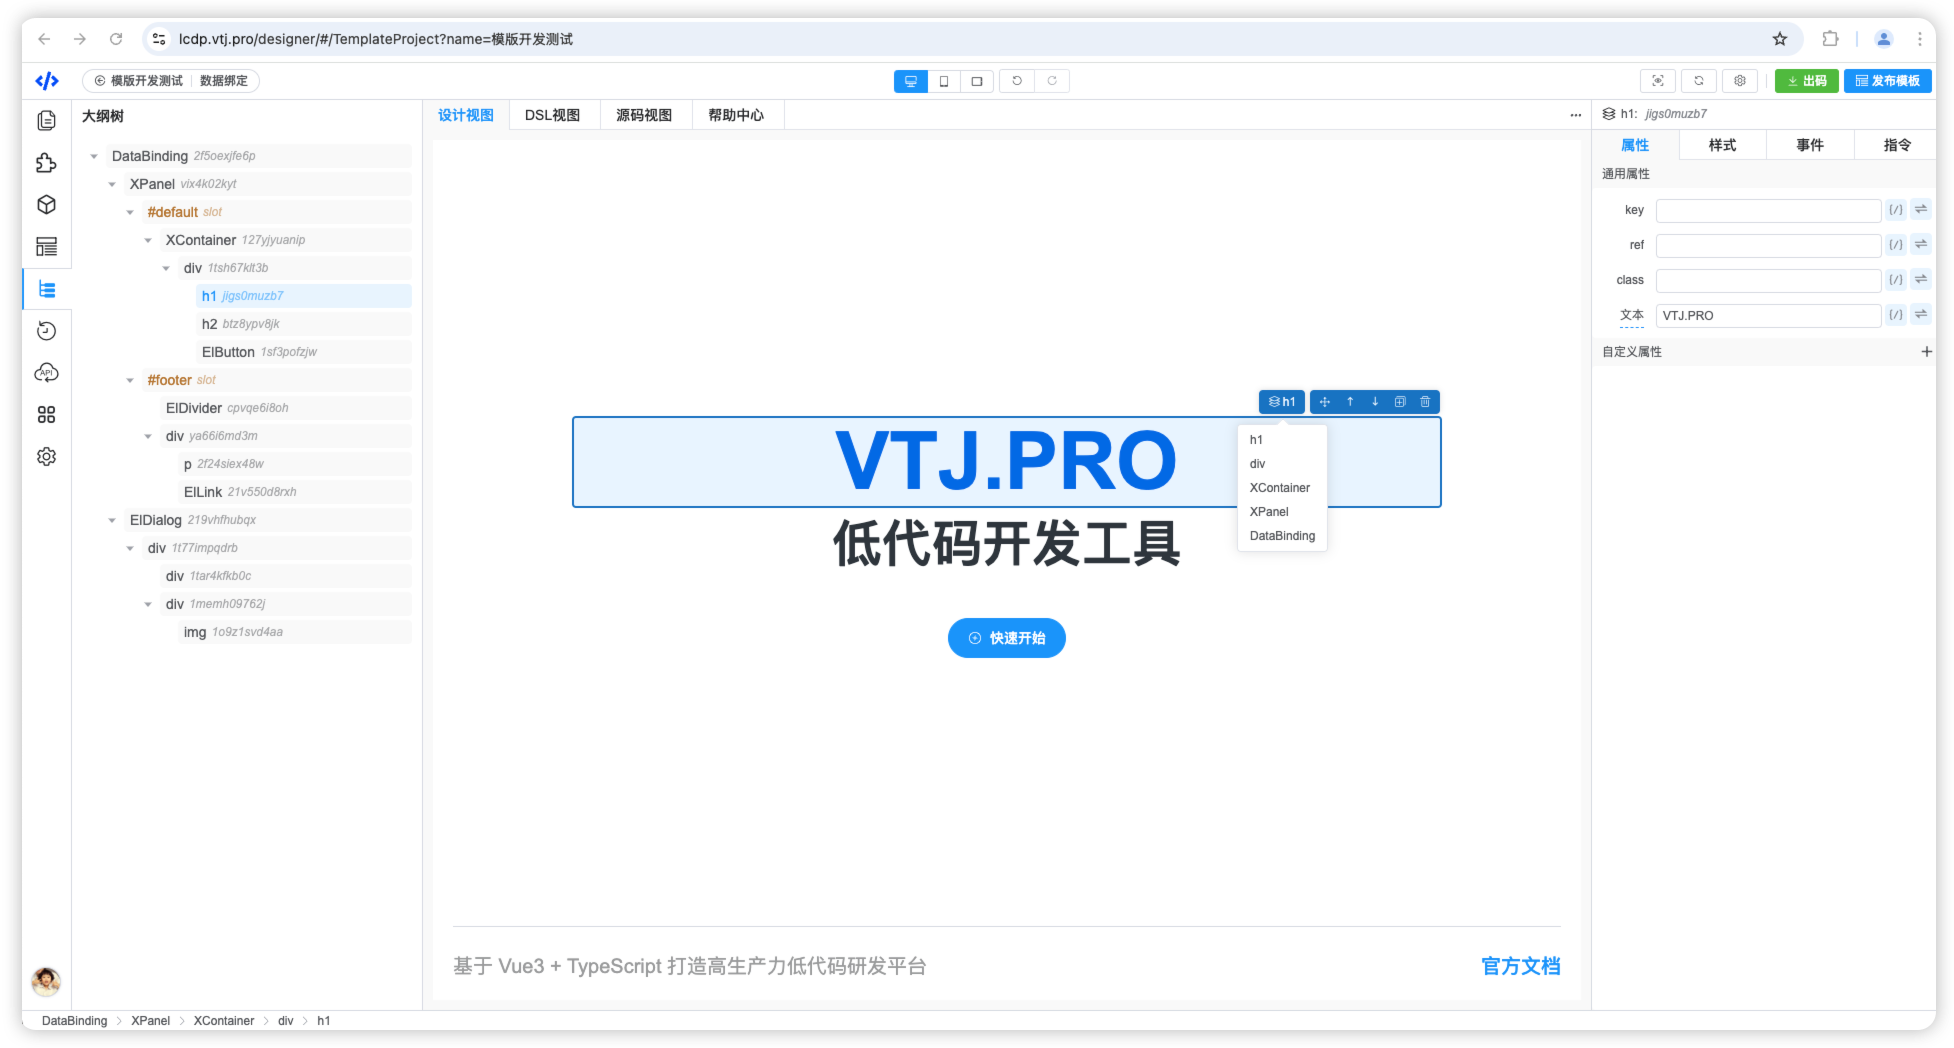 lcdp.vtj.pro/designer/#/TemplateProject?name=模版开发测试
模版开发测试 数据绑定
出码 发布模板
大纲树
DataBinding 2f5oexjfe6p
XPanel vix4k02kyt
#default slot
XContainer 127yjyuanip
div 1tsh67klt3b
h1 jigs0muzb7
h2 btz8ypv8jk
ElButton 1sf3pofzjw
#footer slot
ElDivider cpvqe6i8oh
div ya66i6md3m
p 2f24siex48w
ElLink 21v550d8rxh
ElDialog 219vhfhubqx
div 1t77impqdrb
div 1tar4kfkb0c
div 1memh09762j
img 1o9z1svd4aa
设计视图 DSL视图 源码视图 帮助中心
h1
VTJ.PRO
低代码开发工具
快速开始
h1
div
XContainer
XPanel
DataBinding
基于 Vue3 + TypeScript 打造高生产力低代码研发平台
官方文档
h1: jigs0muzb7
属性 样式 事件 指令
通用属性
key {/}
ref {/}
class {/}
文本 VTJ.PRO {/}
自定义属性
API
DataBinding XPanel XContainer div h1